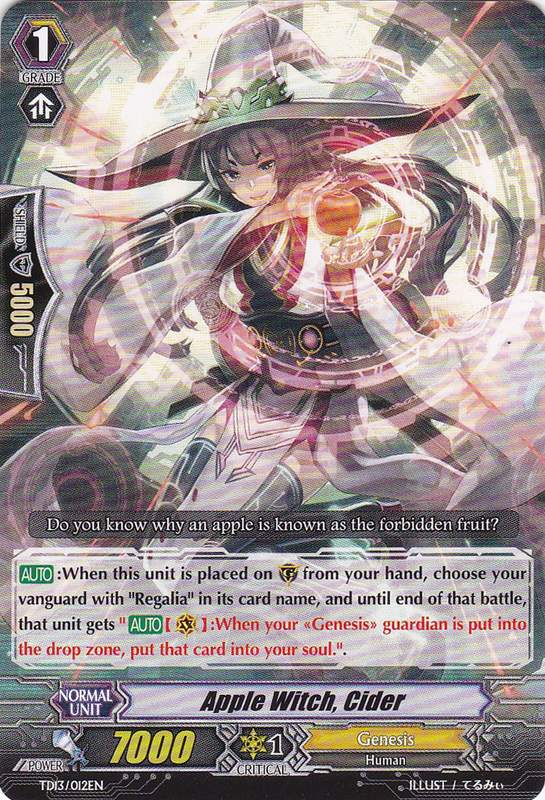 1
GRADE
SHIELD
5000
Do you know why an apple is known as the forbidden fruit?
AUTO :When this unit is placed on G from your hand, choose your
vanguard with "Regalia" in its card name, and until end of that battle,
that unit gets "AUTO [ ]:When your «Genesis» guardian is put into
the drop zone, put that card into your soul.".
NORMAL
UNIT
Apple Witch, Cider
POWER
7000
1
CRITICAL
Genesis
Human
TD13/012EN
ILLUST / てるみぃ